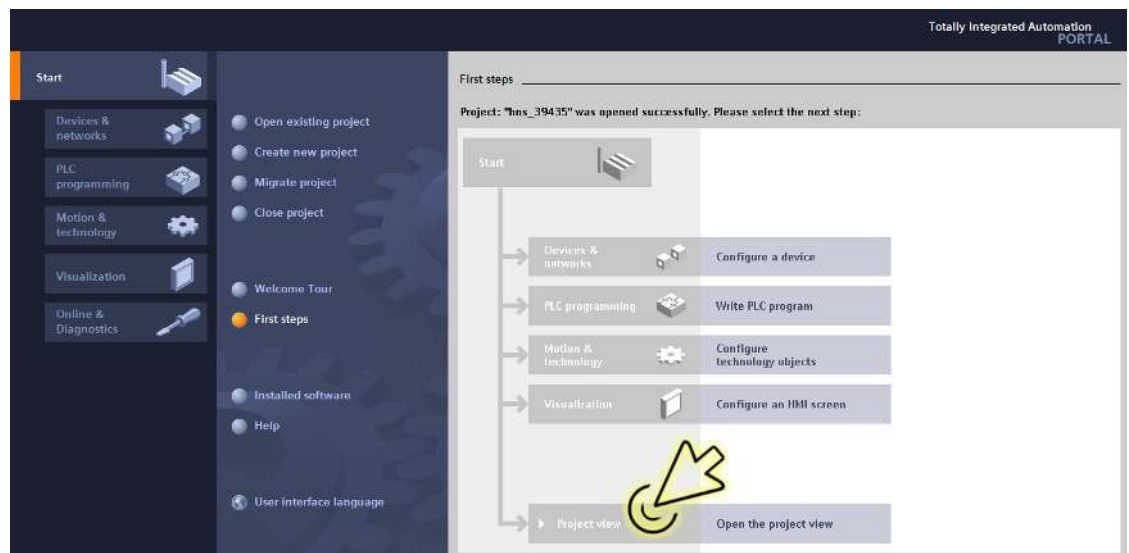 Totally Integrated Automation
PORTAL
Start
Devices &
networks
PLC
programming
Motion &
technology
Visualization
Online &
Diagnostics
Open existing project
Create new project
Migrate project
Close project
Welcome Tour
First steps
Installed software
Help
User interface language
First steps
Project: "hns_39435" was opened successfully. Please select the next step:
Start
Devices &
networks
Configure a device
PLC programming
Write PLC program
Motion &
technology
Configure
technology objects
Visualization
Configure an HMI screen
Project view
Open the project view